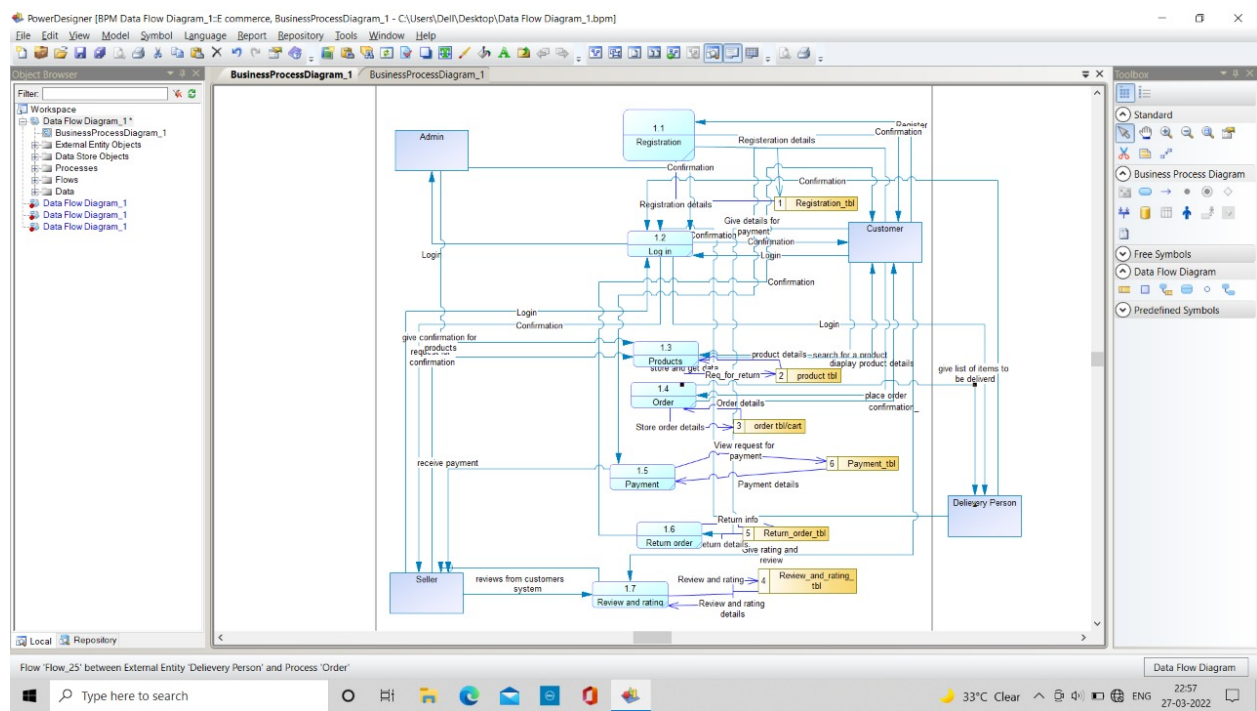 PowerDesigner [BPM Data Flow Diagram_1::E commerce, BusinessProcessDiagram_1 - C:\Users\Dell\Desktop\Data Flow Diagram_1.bpm]
File Edit View Model Symbol Language Report Repository Tools Window Help
Object Browser
Filter:
Workspace
Data Flow Diagram_1 *
BusinessProcessDiagram_1
External Entity Objects
Data Store Objects
Processes
Flows
Data
Data Flow Diagram_1
Data Flow Diagram_1
Data Flow Diagram_1
Local Repository
BusinessProcessDiagram_1 BusinessProcessDiagram_1
Admin
1.1
Registration
Register
Confirmation
Registeration details
Confirmation
Confirmation
Registration details
1 Registration_tbl
Give details for
payment
Customer
1.2
Log in
Confirmation
Confirmation
Login
Login
Confirmation
Login
Confirmation
Login
give confirmation for
products
request for
confirmation
1.3
Products
product details
search for a product
diaplay product details
store and get data
Req_for_return
2 product tbl
give list of items to
be deliverd
1.4
Order
place order
Order details
confirmation_
Store order details
3 order tbl/cart
View request for
payment
receive payment
1.5
Payment
6 Payment_tbl
Payment details
Delievery Person
Return info
1.6
Return order
5 Return_order_tbl
eturn details
Give rating and
review
Seller
reviews from customers
system
1.7
Review and rating
Review and rating
4 Review_and_rating_
tbl
Review and rating
details
Toolbox
Standard
Business Process Diagram
Free Symbols
Data Flow Diagram
Predefined Symbols
Flow 'Flow_25' between External Entity 'Delievery Person' and Process 'Order'
Data Flow Diagram
Type here to search
33°C Clear
ENG
22:57
27-03-2022